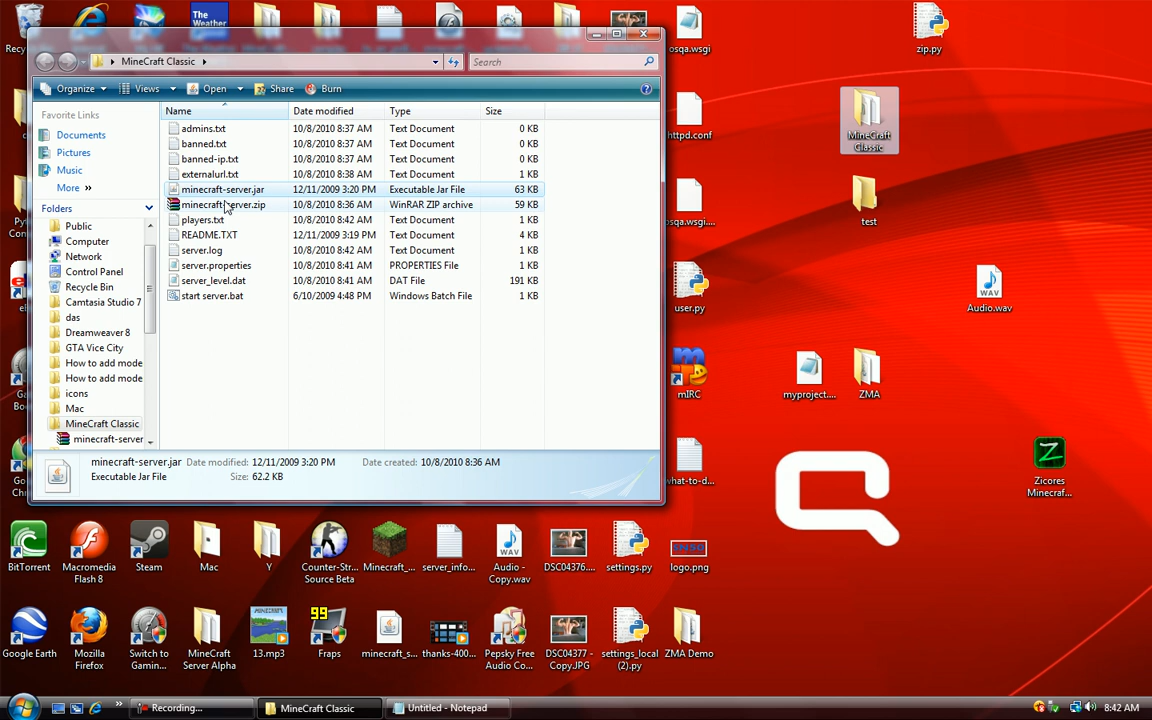 The
Weather
Recyc
osqa.wsgi
zip.py
MineCraft Classic
Search
Organize
Views
Open
Share
Burn
Favorite Links
Documents
Pictures
Music
More »
Folders
Public
Computer
Network
Control Panel
Recycle Bin
Camtasia Studio 7
das
Dreamweaver 8
GTA Vice City
How to add mode
How to add mode
icons
Mac
MineCraft Classic
minecraft-server
Name Date modified Type Size
admins.txt 10/8/2010 8:37 AM Text Document 0 KB
banned.txt 10/8/2010 8:37 AM Text Document 0 KB
banned-ip.txt 10/8/2010 8:37 AM Text Document 0 KB
externalurl.txt 10/8/2010 8:38 AM Text Document 1 KB
minecraft-server.jar 12/11/2009 3:20 PM Executable Jar File 63 KB
minecraft-server.zip 10/8/2010 8:36 AM WinRAR ZIP archive 59 KB
players.txt 10/8/2010 8:42 AM Text Document 1 KB
README.TXT 12/11/2009 3:19 PM Text Document 4 KB
server.log 10/8/2010 8:42 AM Text Document 1 KB
server.properties 10/8/2010 8:41 AM PROPERTIES File 1 KB
server_level.dat 10/8/2010 8:41 AM DAT File 191 KB
start server.bat 6/10/2009 4:48 PM Windows Batch File 1 KB
minecraft-server.jar Date modified: 12/11/2009 3:20 PM Date created: 10/8/2010 8:36 AM
Executable Jar File Size: 62.2 KB
httpd.conf
MineCraft
Classic
osqa.wsgi....
test
user.py
WAV
Audio.wav
mIRC
myproject....
ZMA
what-to-d...
Z
Zicores
Minecraf...
BitTorrent
Macromedia
Flash 8
Steam
Mac
Y
Counter-Str...
Source Beta
Minecraft_...
server_info...
WAV
Audio -
Copy.wav
DSC04376....
settings.py
logo.png
Google Earth
Mozilla
Firefox
Switch to
Gamin...
MineCraft
Server Alpha
MINECRAFT
13.mp3
99
Fraps
minecraft_s...
thanks-400...
Pepsky Free
Audio Co...
DSC04377 -
Copy.JPG
settings_local
(2).py
ZMA Demo
Recording...
MineCraft Classic
Untitled - Notepad
8:42 AM